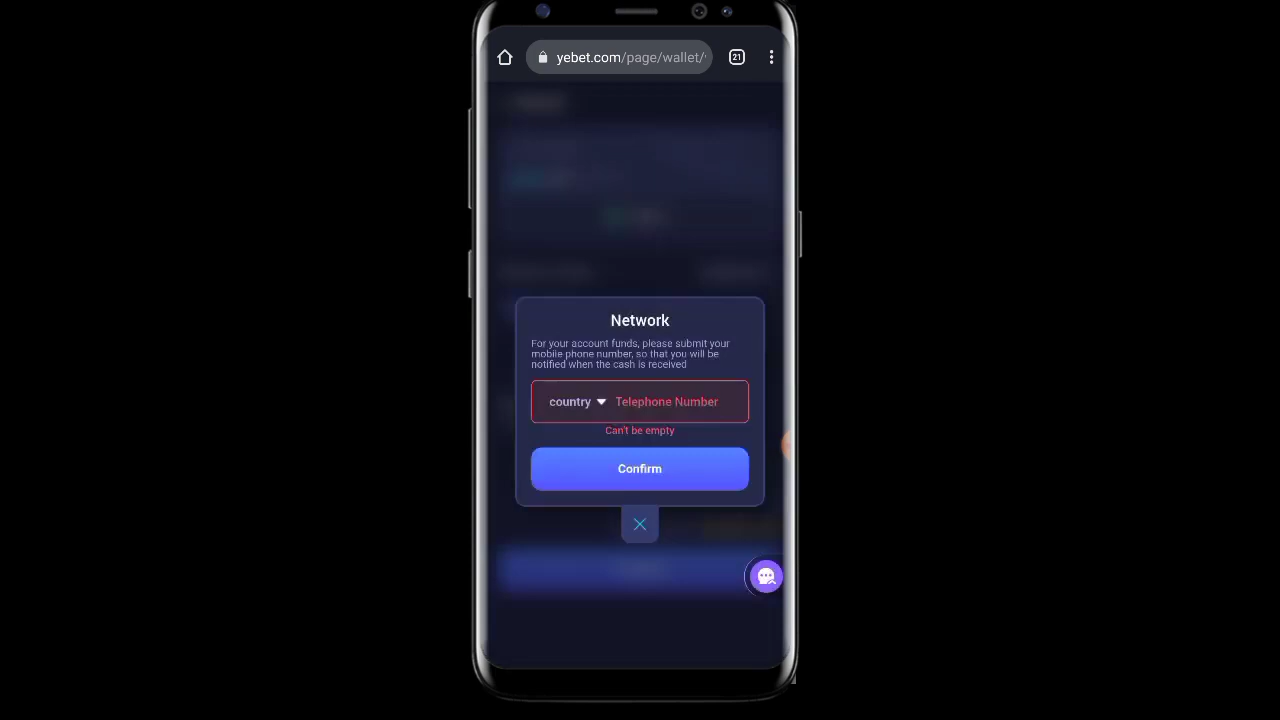 yebet.com/page/wallet/
21
Network
For your account funds, please submit your
mobile phone number, so that you will be
notified when the cash is received
country Telephone Number
Can't be empty
Confirm